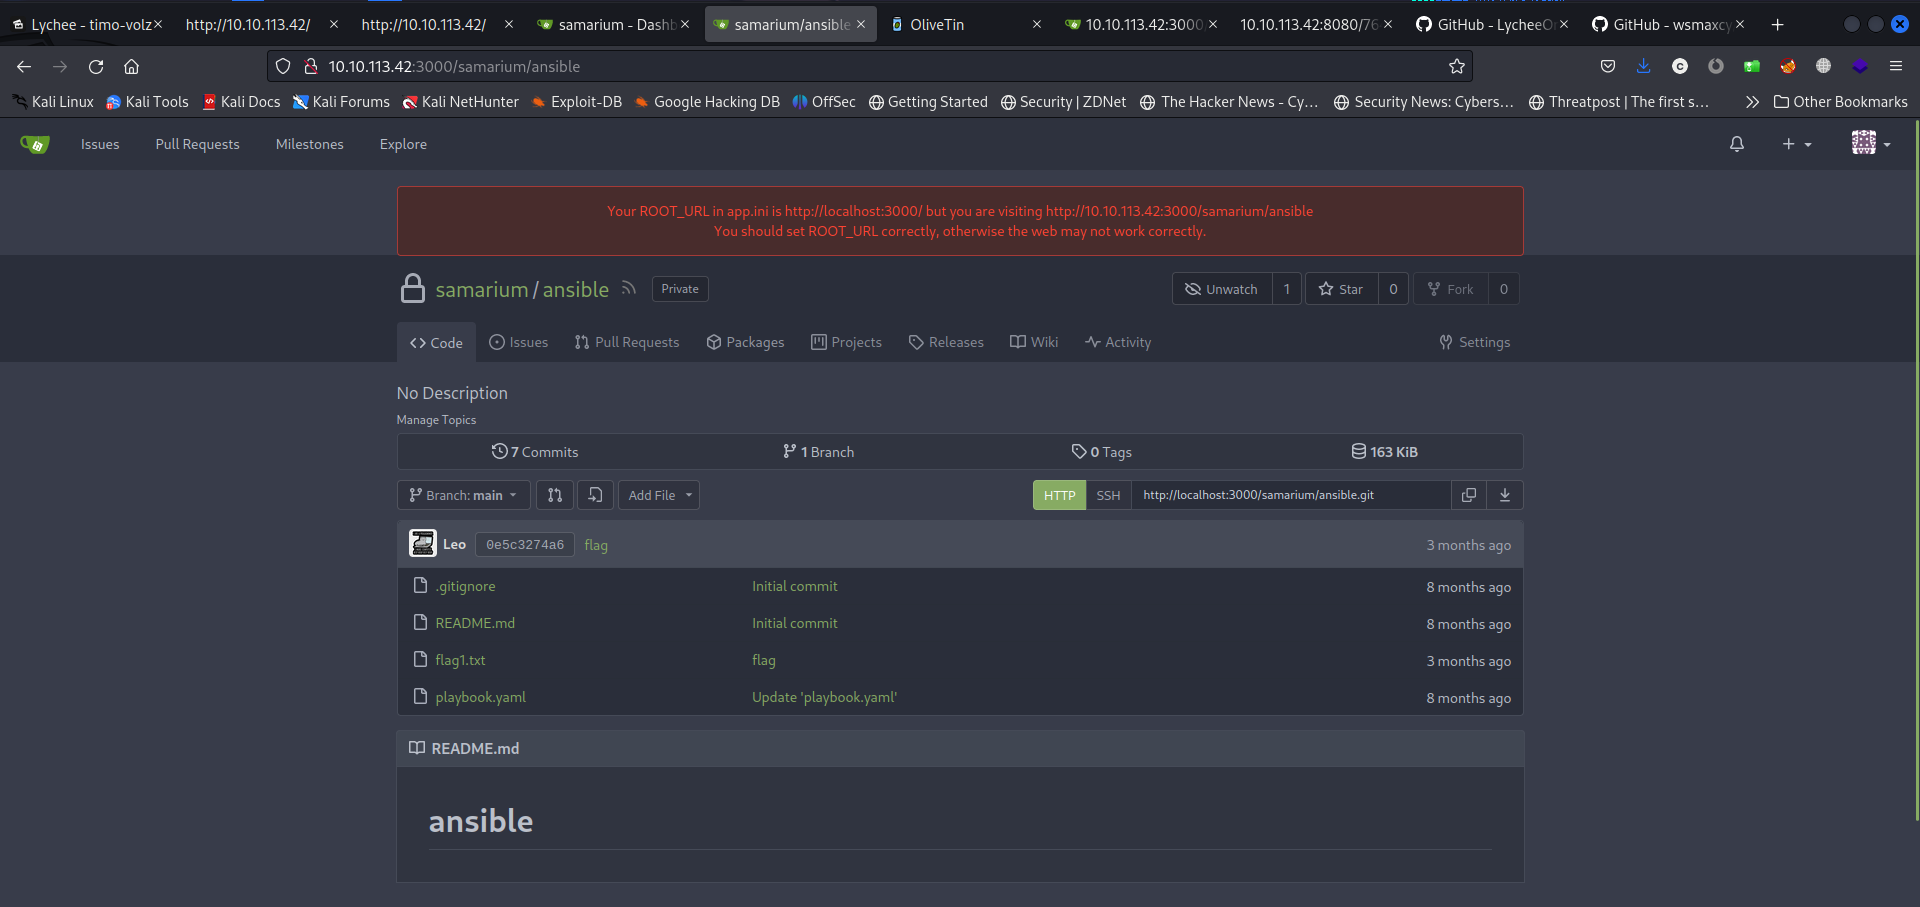 Lychee - timo-volz
http://10.10.113.42/
http://10.10.113.42/
samarium - Dashb
samarium/ansible
OliveTin
10.10.113.42:3000
10.10.113.42:8080/76
GitHub - LycheeO
GitHub - wsmaxcy
10.10.113.42:3000/samarium/ansible
Kali Linux Kali Tools Kali Docs Kali Forums Kali NetHunter Exploit-DB Google Hacking DB OffSec Getting Started Security | ZDNet The Hacker News - Cy… Security News: Cybers… Threatpost | The first s… Other Bookmarks
Issues Pull Requests Milestones Explore
Your ROOT_URL in app.ini is http://localhost:3000/ but you are visiting http://10.10.113.42:3000/samarium/ansible
You should set ROOT_URL correctly, otherwise the web may not work correctly.
samarium/ansible Private Unwatch 1 Star 0 Fork 0
Code Issues Pull Requests Packages Projects Releases Wiki Activity Settings
No Description
Manage Topics
7 Commits 1 Branch 0 Tags 163 KiB
Branch: main Add File HTTP SSH http://localhost:3000/samarium/ansible.git
Leo 0e5c3274a6 flag 3 months ago
.gitignore Initial commit 8 months ago
README.md Initial commit 8 months ago
flag1.txt flag 3 months ago
playbook.yaml Update 'playbook.yaml' 8 months ago
README.md
ansible